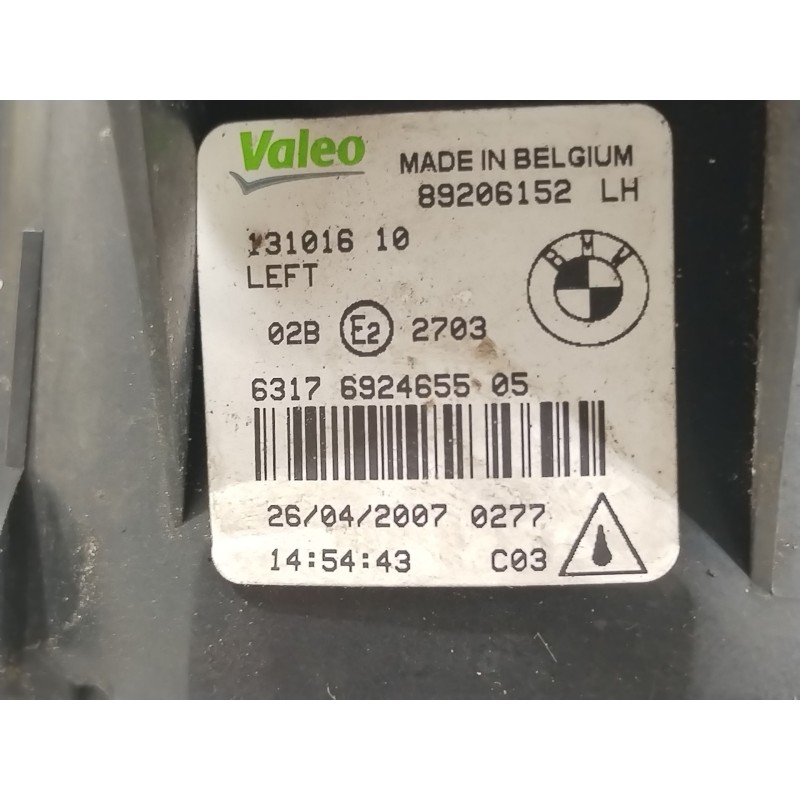 Valeo
MADE IN BELGIUM
89206152 LH
131016 10
LEFT
BMW
02B E2 2703
6317 6924655 05
26/04/2007 0277
14:54:43 C03